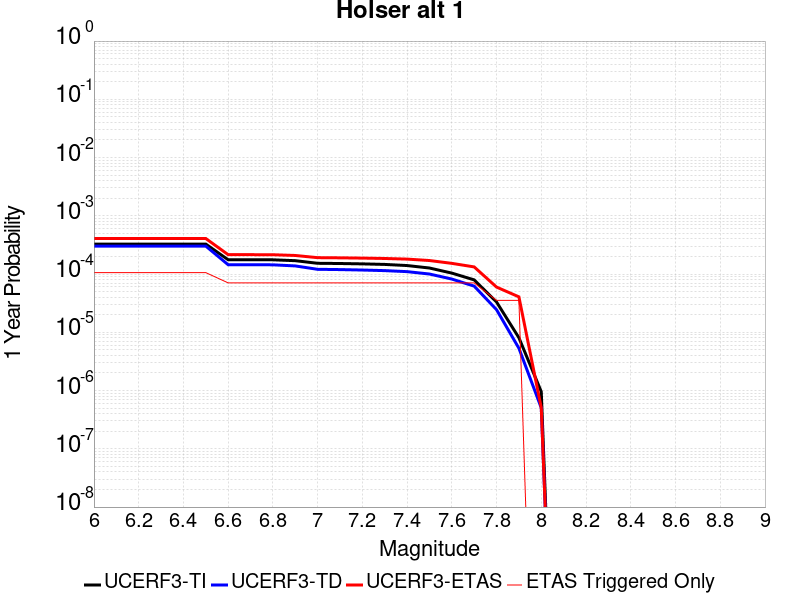 Holser alt 1
10^0
10^-1
10^-2
10^-3
10^-4
10^-5
10^-6
10^-7
10^-8
1 Year Probability
6 6.2 6.4 6.6 6.8 7 7.2 7.4 7.6 7.8 8 8.2 8.4 8.6 8.8 9
Magnitude
UCERF3-TI UCERF3-TD UCERF3-ETAS ETAS Triggered Only